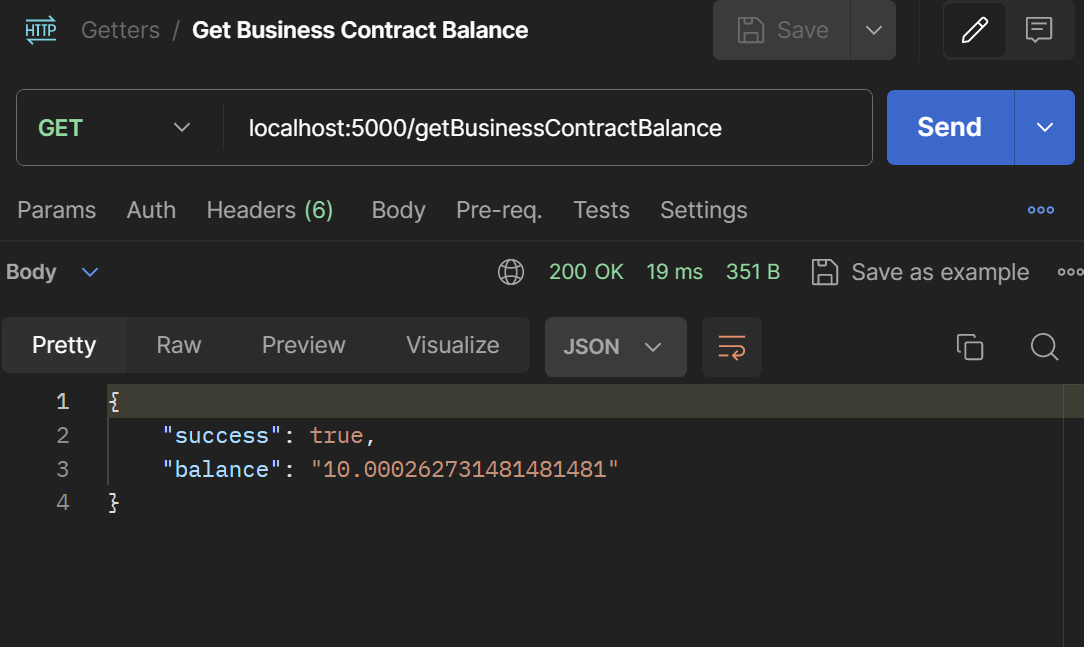 HTTP Getters / Get Business Contract Balance Save
GET localhost:5000/getBusinessContractBalance Send
Params Auth Headers (6) Body Pre-req. Tests Settings
Body 200 OK 19 ms 351 B Save as example
Pretty Raw Preview Visualize JSON
1 {
2 "success": true,
3 "balance": "10.000262731481481481"
4 }